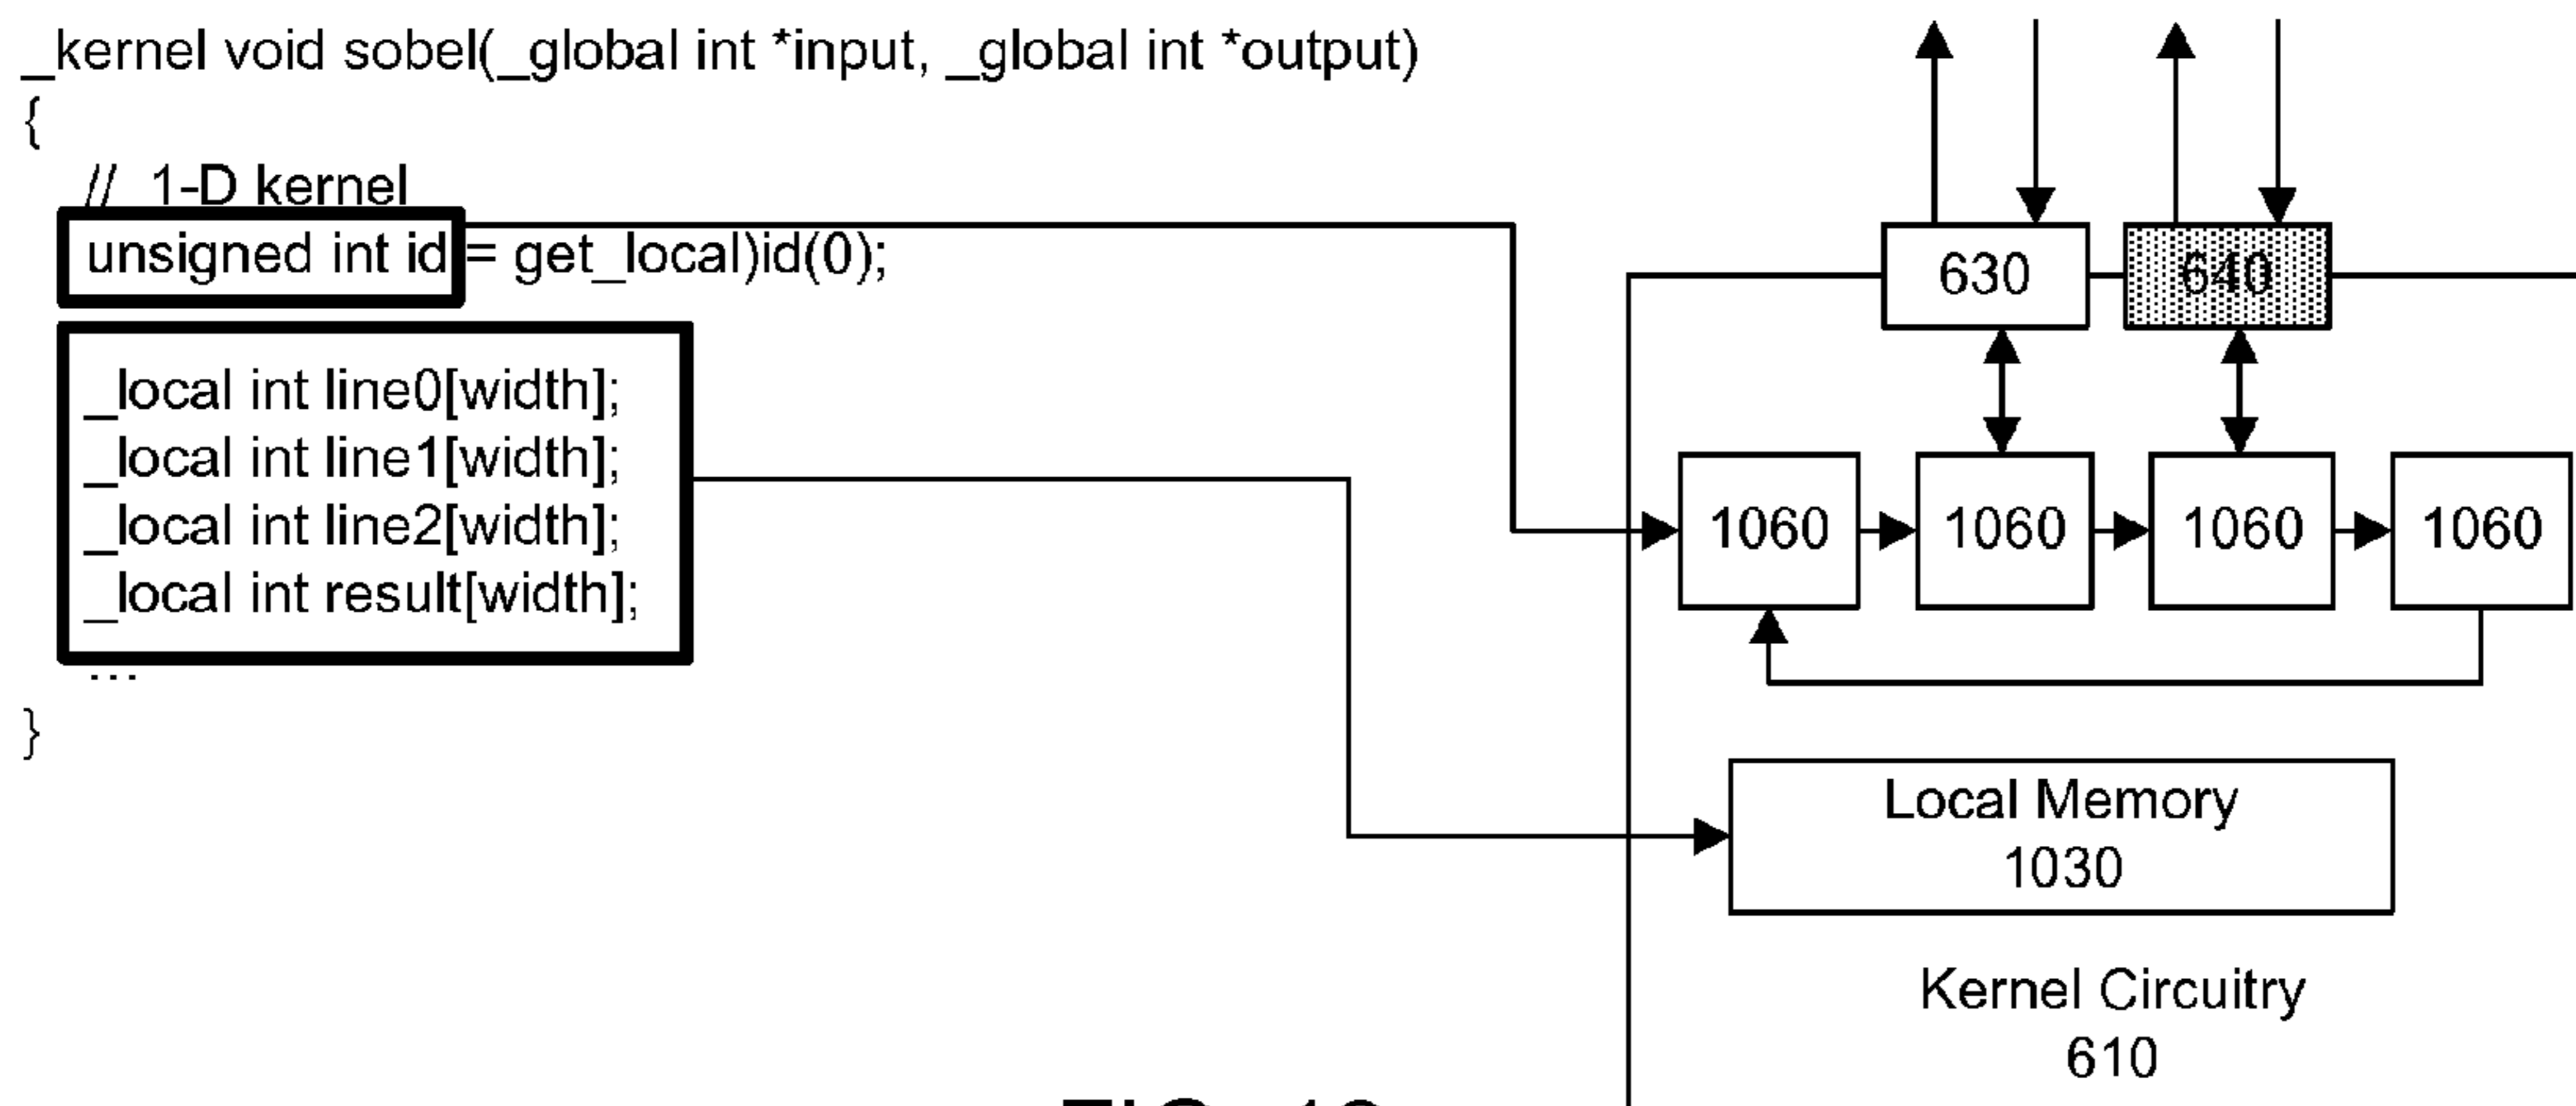 _kernel void sobel(_global int *input, _global int *output)
{
// 1-D kernel
unsigned int id = get_local)id(0);
_local int line0[width];
_local int line1[width];
_local int line2[width];
_local int result[width];
...
}
630
640
1060
1060
1060
1060
Local Memory
1030
Kernel Circuitry
610